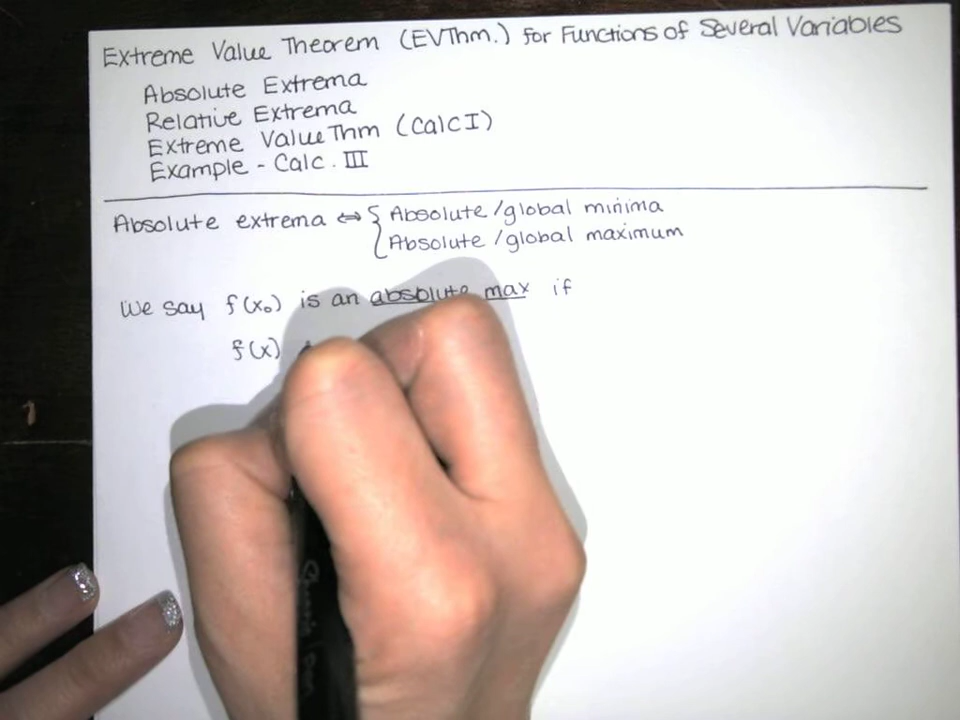 Extreme Value Theorem (EVThm.) for Functions of Several Variables
Absolute Extrema
Relative Extrema
Extreme Value Thm (Calc I)
Example - Calc. III
Absolute extrema ⇔ { Absolute/global minima
Absolute/global maximum
We say f(x₀) is an absolute max if
f(x)